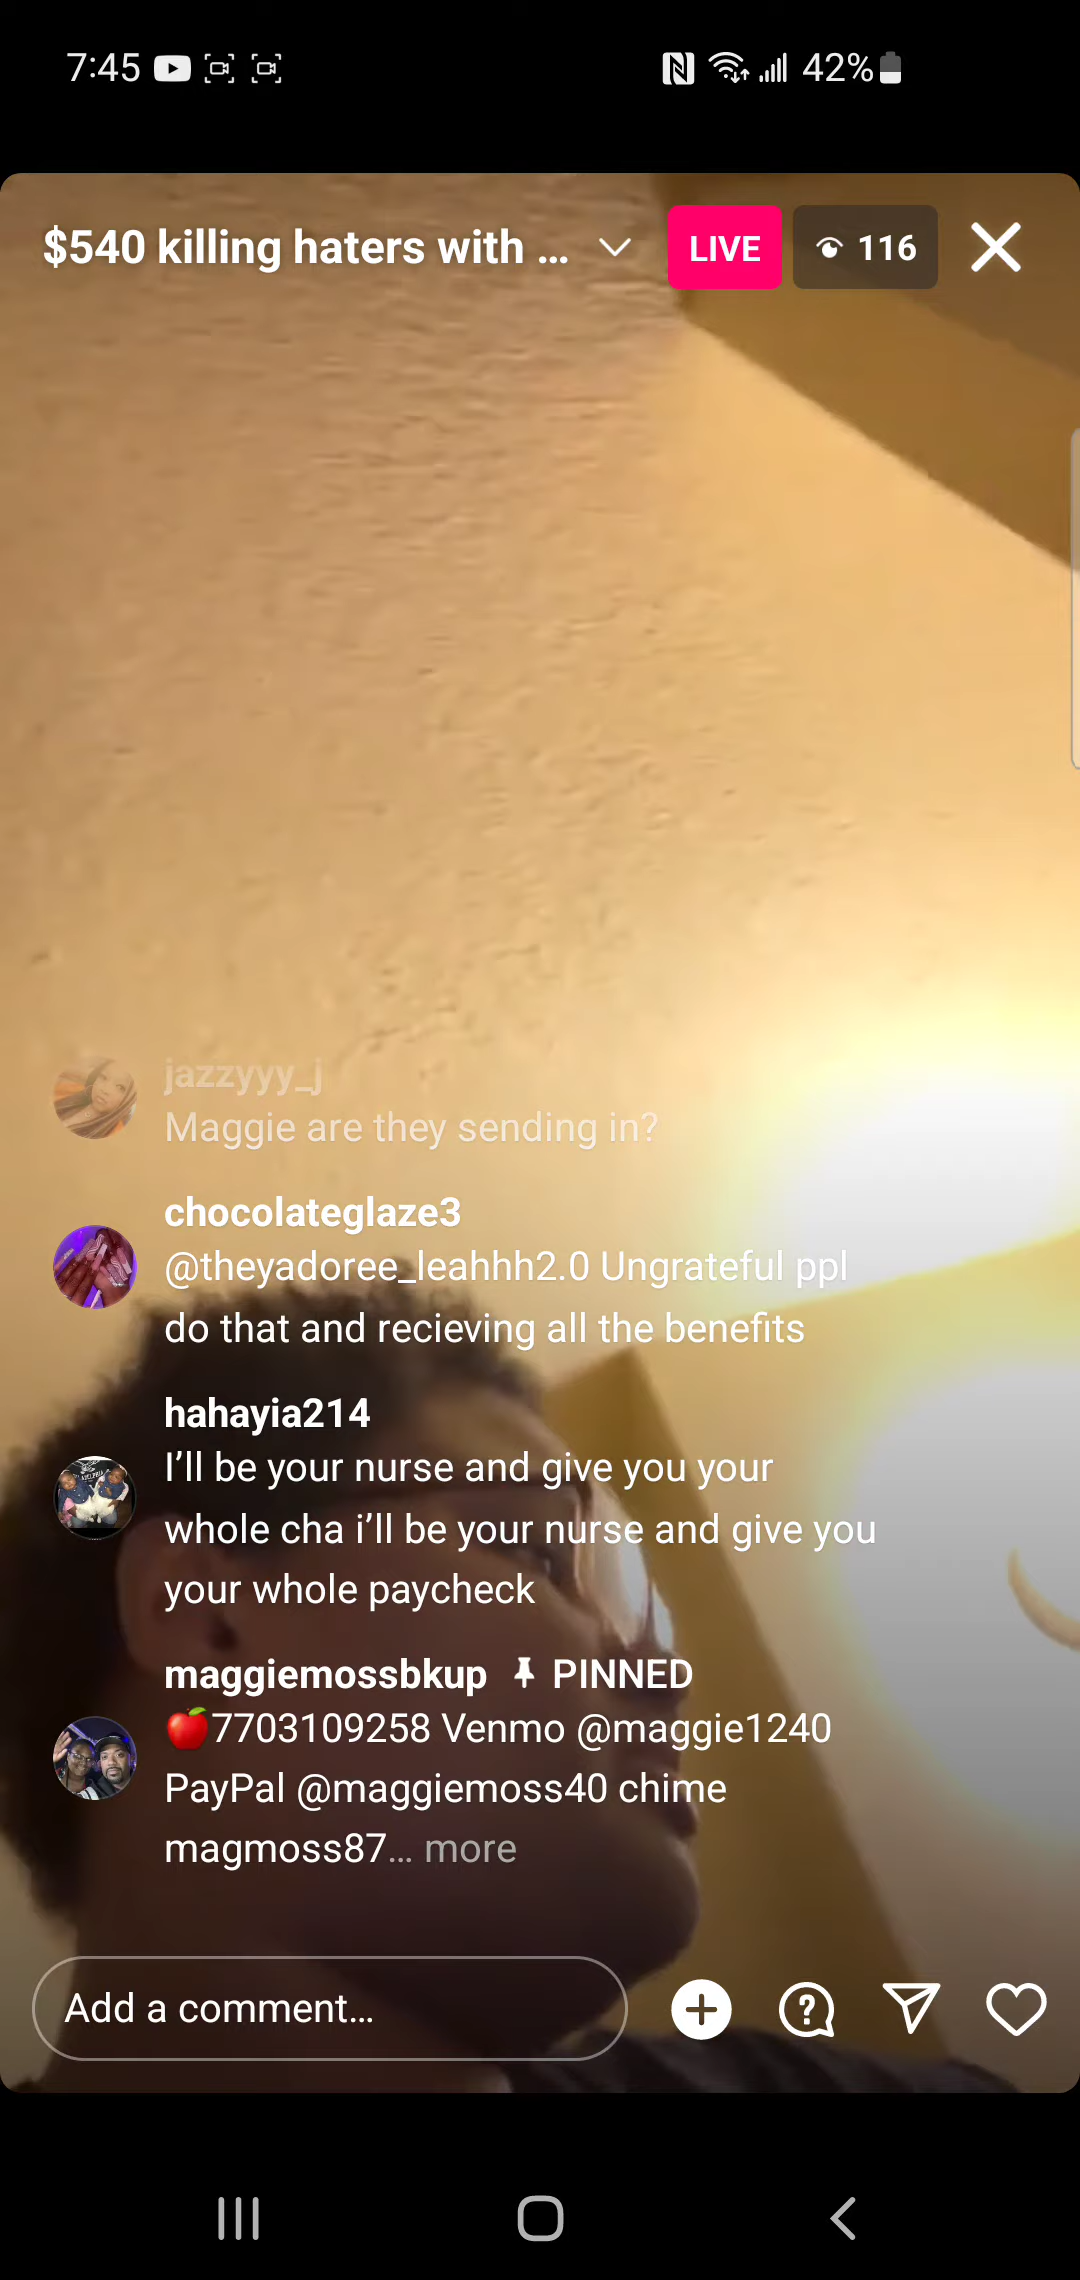 7:45
42%
$540 killing haters with ...
LIVE
116
jazzyyy_j
Maggie are they sending in?
chocolateglaze3
@theyadoree_leahhh2.0 Ungrateful ppl
do that and recieving all the benefits
hahayia214
I'll be your nurse and give you your
whole cha i'll be your nurse and give you
your whole paycheck
maggiemossbkup PINNED
🍎7703109258 Venmo @maggie1240
PayPal @maggiemoss40 chime
magmoss87... more
Add a comment...